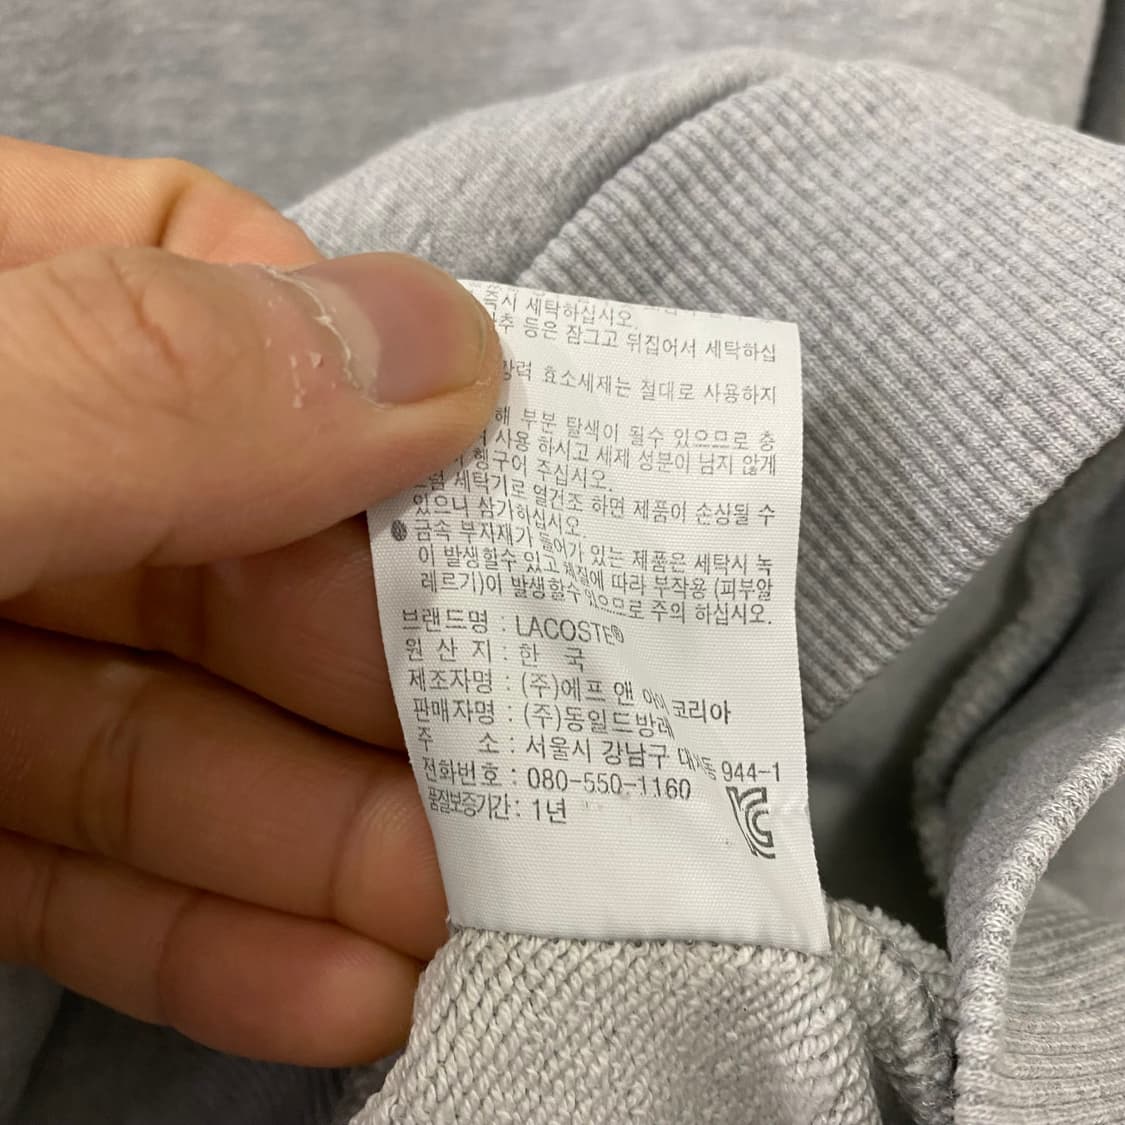 즉시 세탁하십시오.
추 등은 잠그고 뒤집어서 세탁하십
강력 효소세제는 절대로 사용하지
해 부분 탈색이 될수 있으므로 충
사용 하시고 세제 성분이 남지 않게
헹구어 주십시오.
세탁기로 열건조 하면 제품이 손상될 수
있으니 삼가하십시오.
금속 부자재가 들어가 있는 제품은 세탁시 녹
이 발생할수 있고 체질에 따라 부작용 (피부알
레르기)이 발생할수 있으므로 주의 하십시오.
브랜드명 : LACOSTE®
원 산 지 : 한 국
제조자명 : (주)에프 앤 아이 코리아
판매자명 : (주)동일드방레
주 소 : 서울시 강남구 대치동 944-1
전화번호 : 080-550-1160
품질보증기간 : 1년